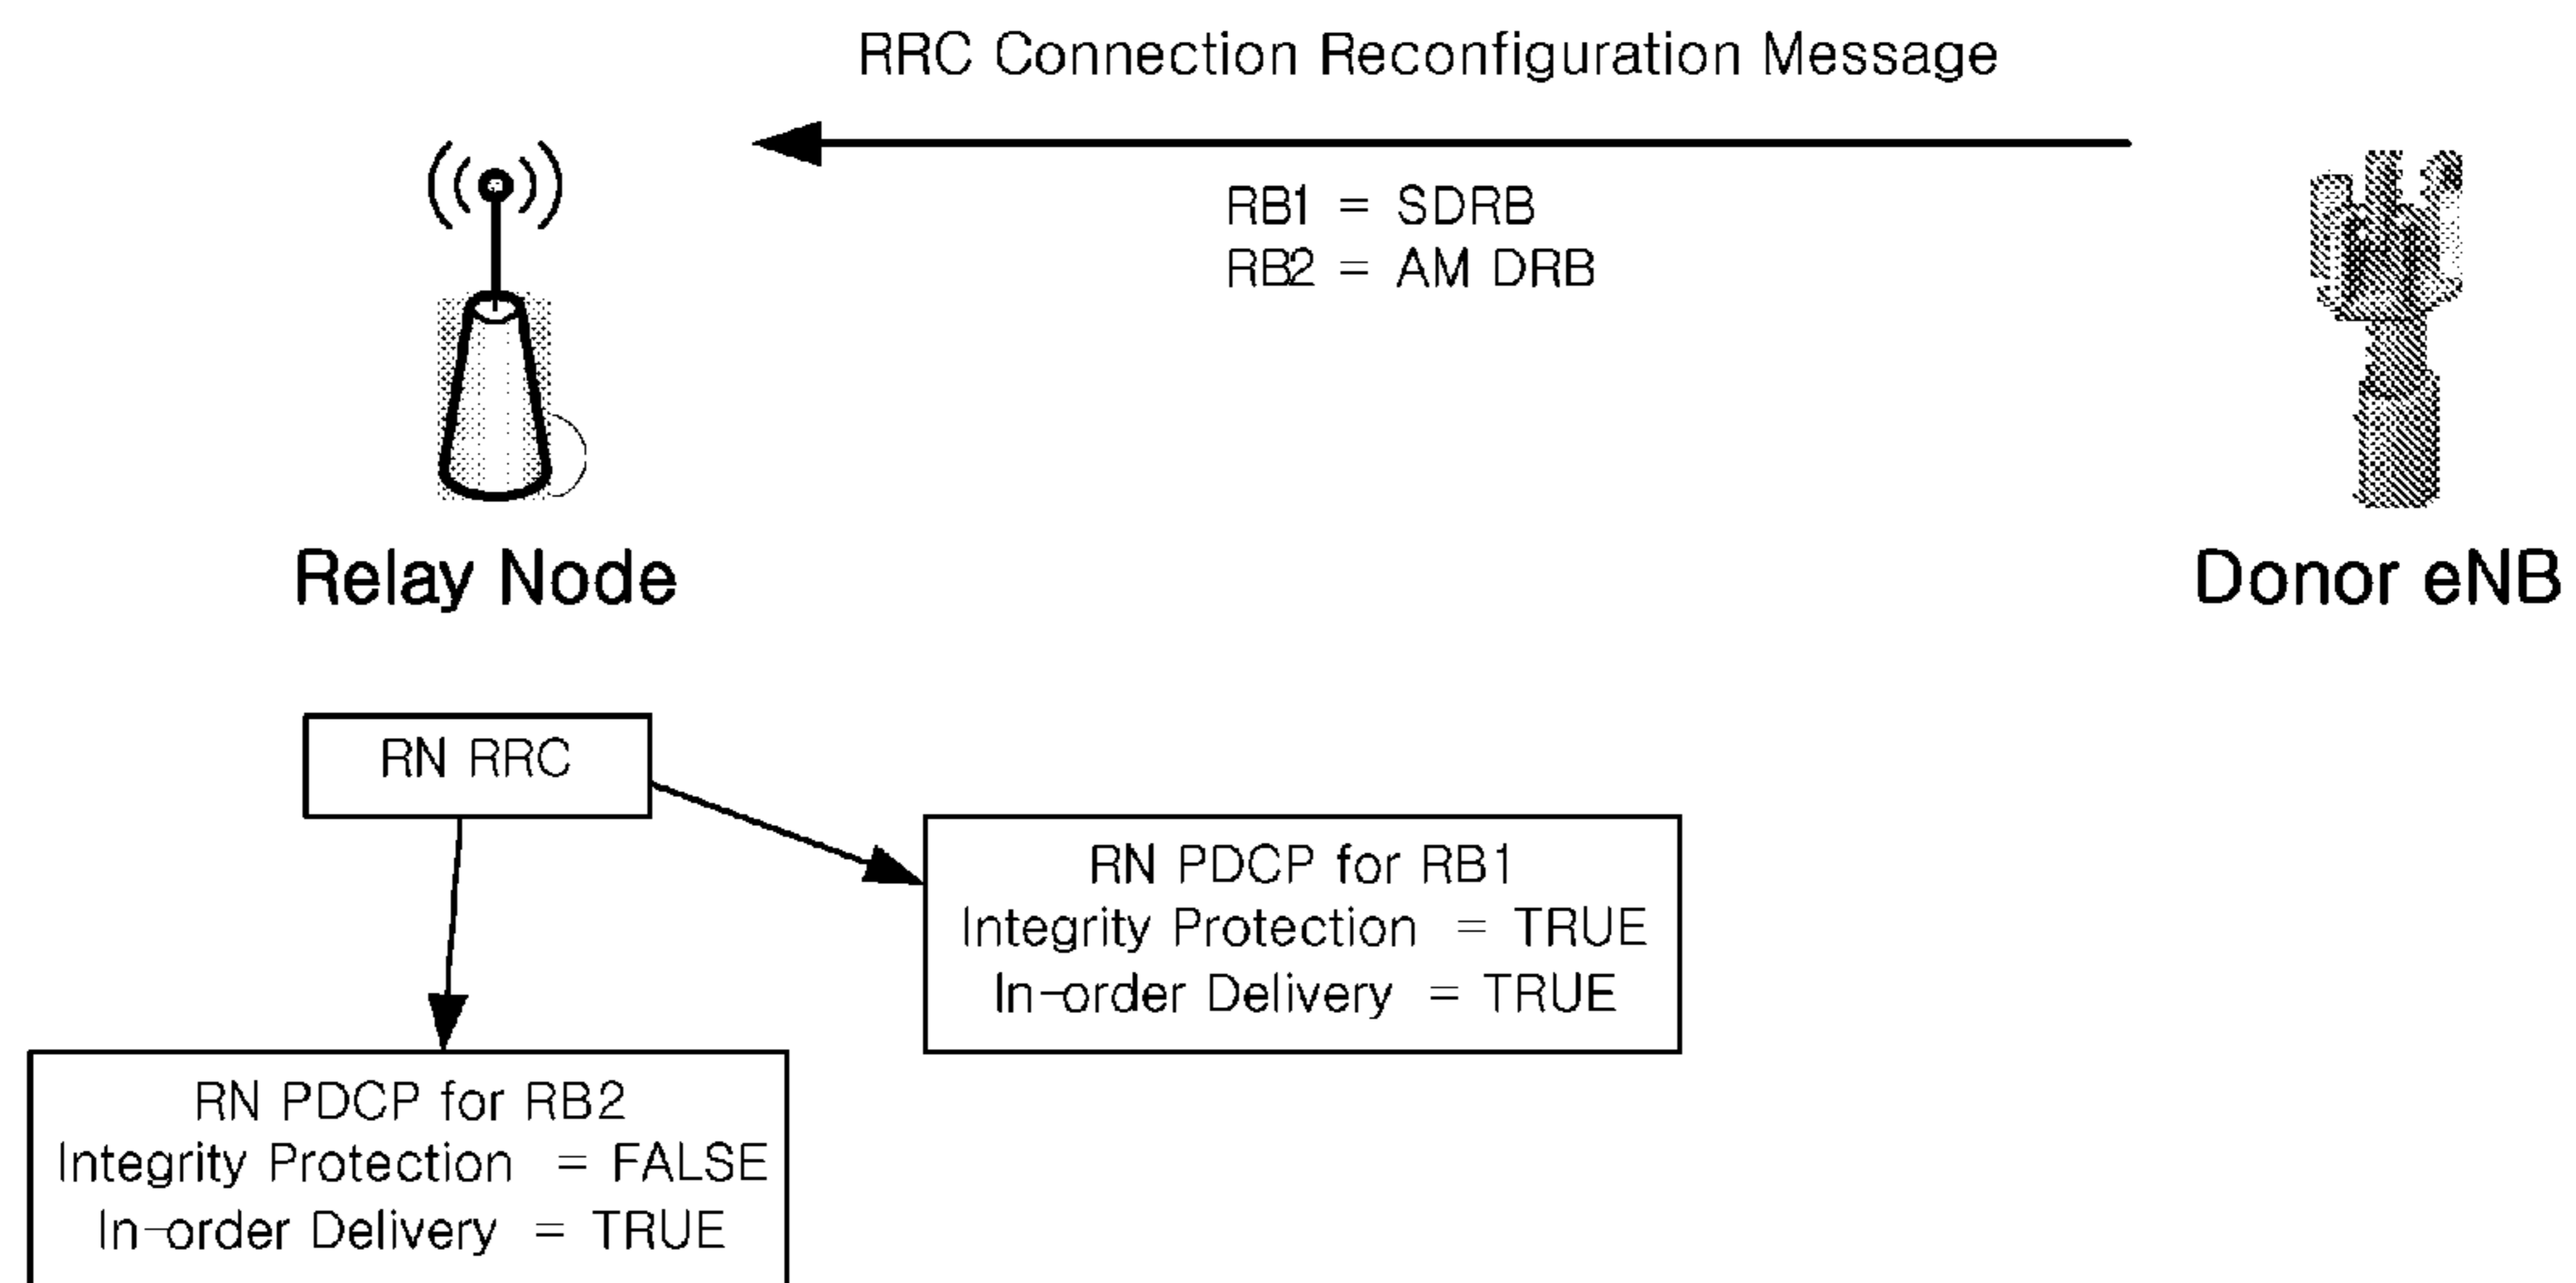 RRC Connection Reconfiguration Message
RB1 = SDRB
RB2 = AM DRB
Relay Node
Donor eNB
RN RRC
RN PDCP for RB1
Integrity Protection = TRUE
In-order Delivery = TRUE
RN PDCP for RB2
Integrity Protection = FALSE
In-order Delivery = TRUE